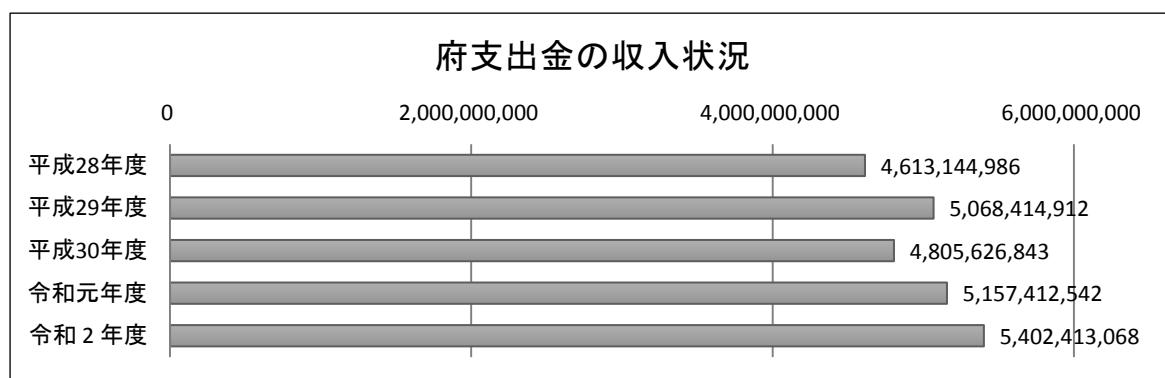 府支出金の収入状況
0 2,000,000,000 4,000,000,000 6,000,000,000
平成28年度 4,613,144,986
平成29年度 5,068,414,912
平成30年度 4,805,626,843
令和元年度 5,157,412,542
令和２年度 5,402,413,068